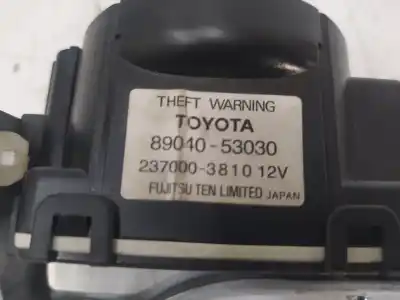 THEFT WARNING
TOYOTA
89040-53030
237000-3810 12V
FUJITSU TEN LIMITED JAPAN